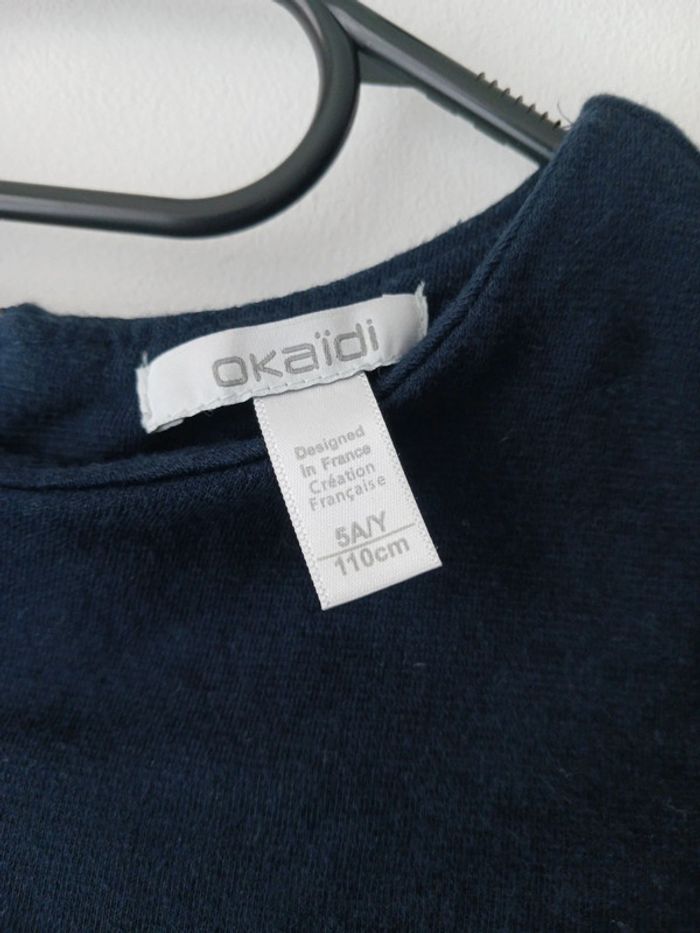 okaïdi
Designed
In France
Création
Française
5A/Y
110cm